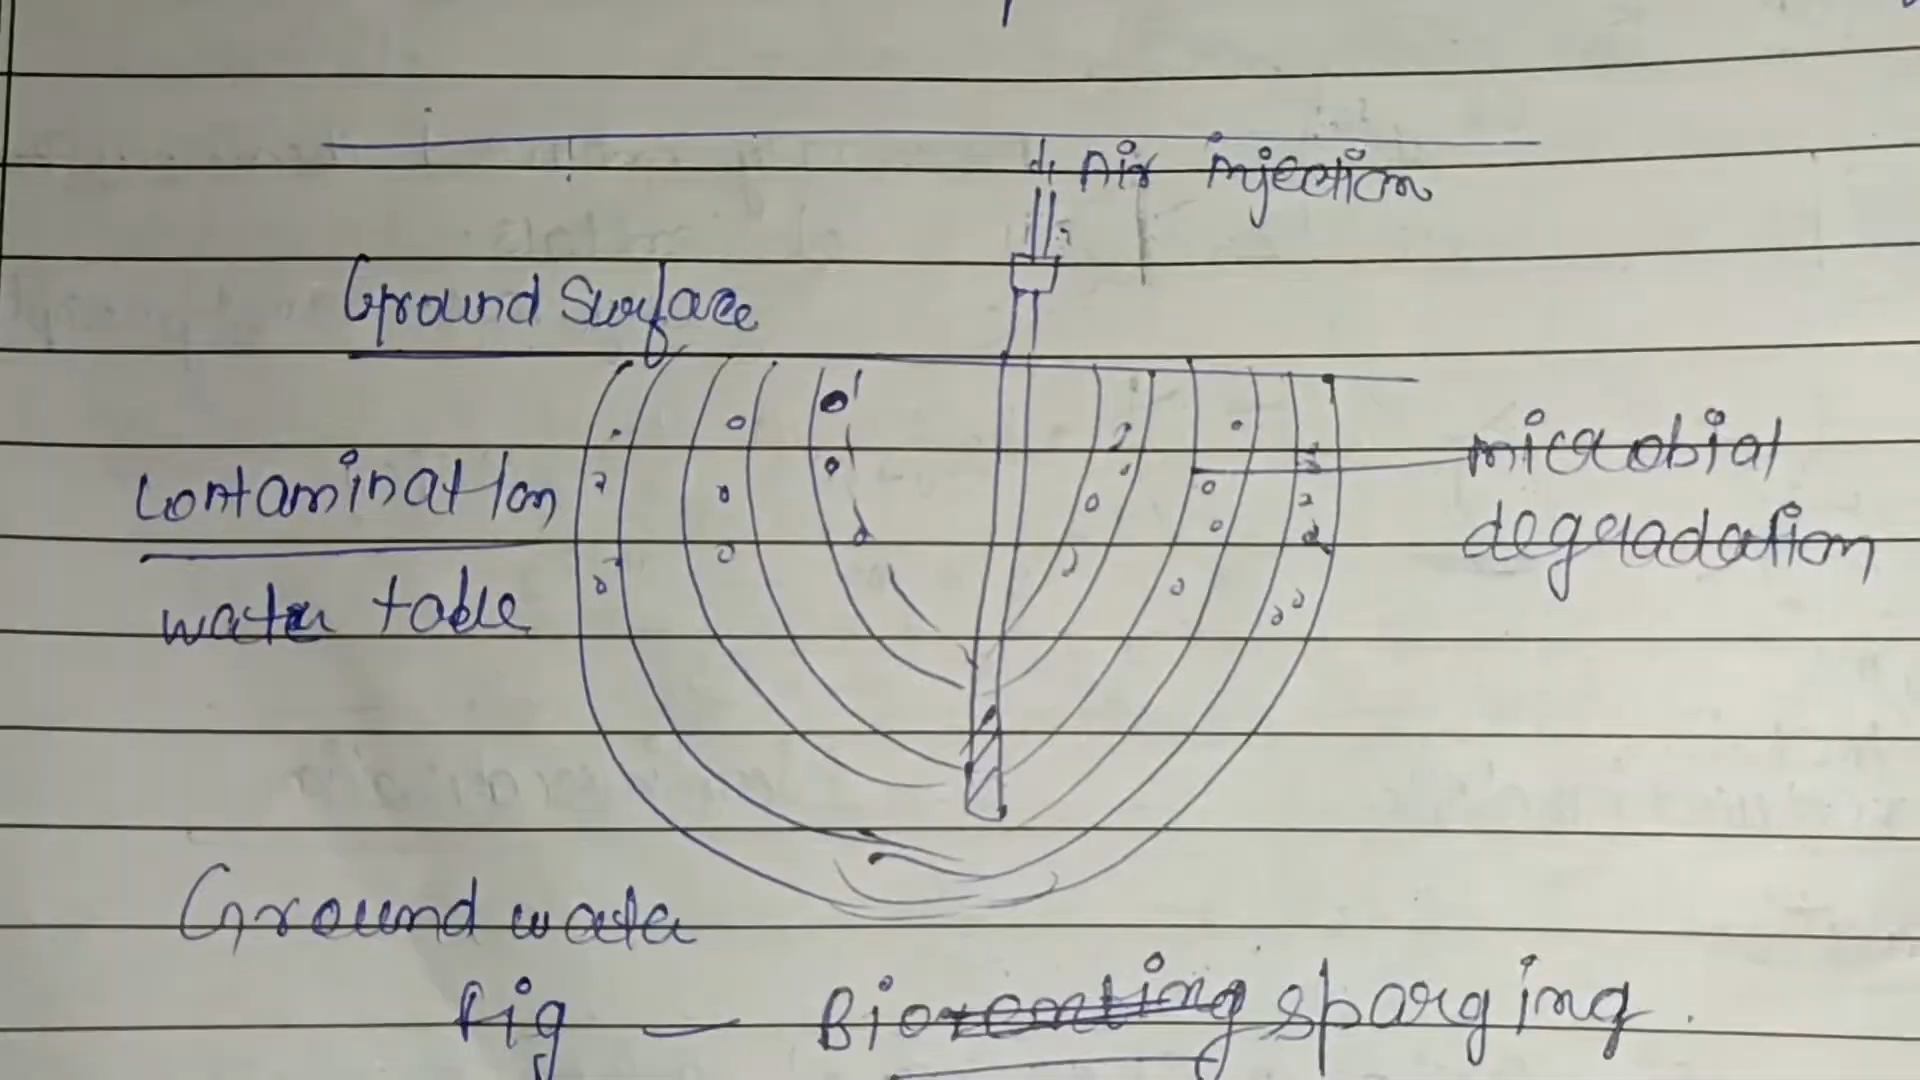 Air injection
Ground Surface
Contamination
water table
microbial
degradation
Ground water
fig — Bioventing sparging.